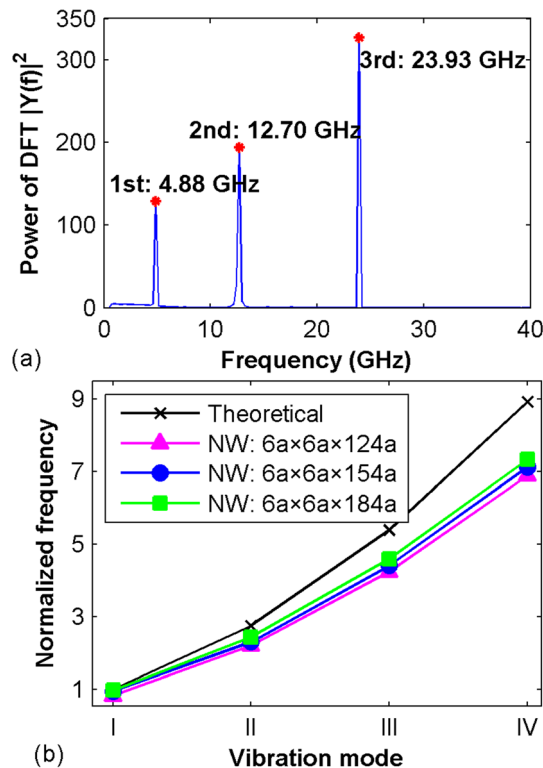 350
300
200
100
0
Power of DFT |Y(f)|²
1st: 4.88 GHz
2nd: 12.70 GHz
3rd: 23.93 GHz
0 10 20 30 40
(a) Frequency (GHz)
9
7
5
3
1
Normalized frequency
Theoretical
NW: 6a×6a×124a
NW: 6a×6a×154a
NW: 6a×6a×184a
I II III IV
(b) Vibration mode